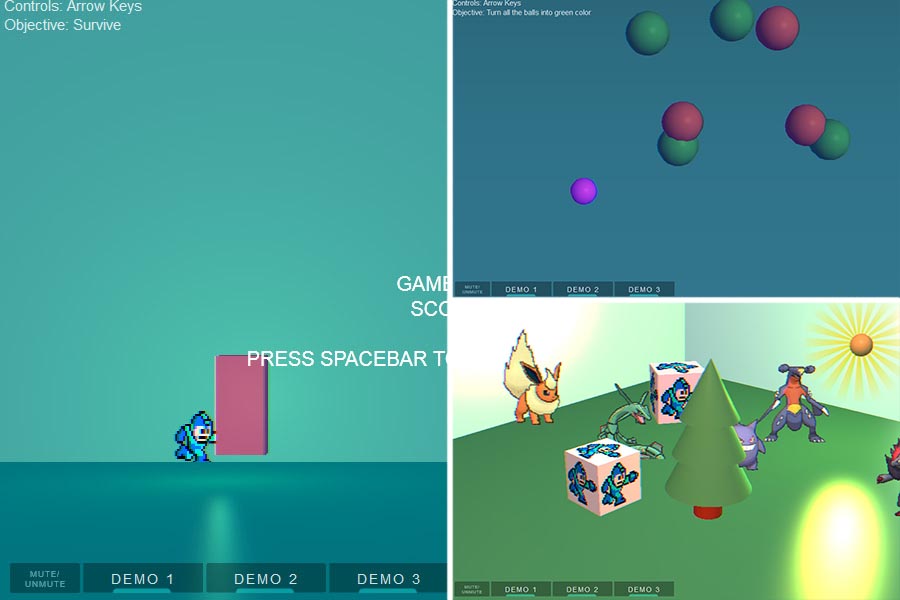 Controls: Arrow Keys
Objective: Survive
GAME
SCO
PRESS SPACEBAR TO
MUTE/
UNMUTE
DEMO 1
DEMO 2
DEMO 3
Controls: Arrow Keys
Objective: Turn all the balls into green color
MUTE/
UNMUTE
DEMO 1
DEMO 2
DEMO 3
MUTE/
UNMUTE
DEMO 1
DEMO 2
DEMO 3